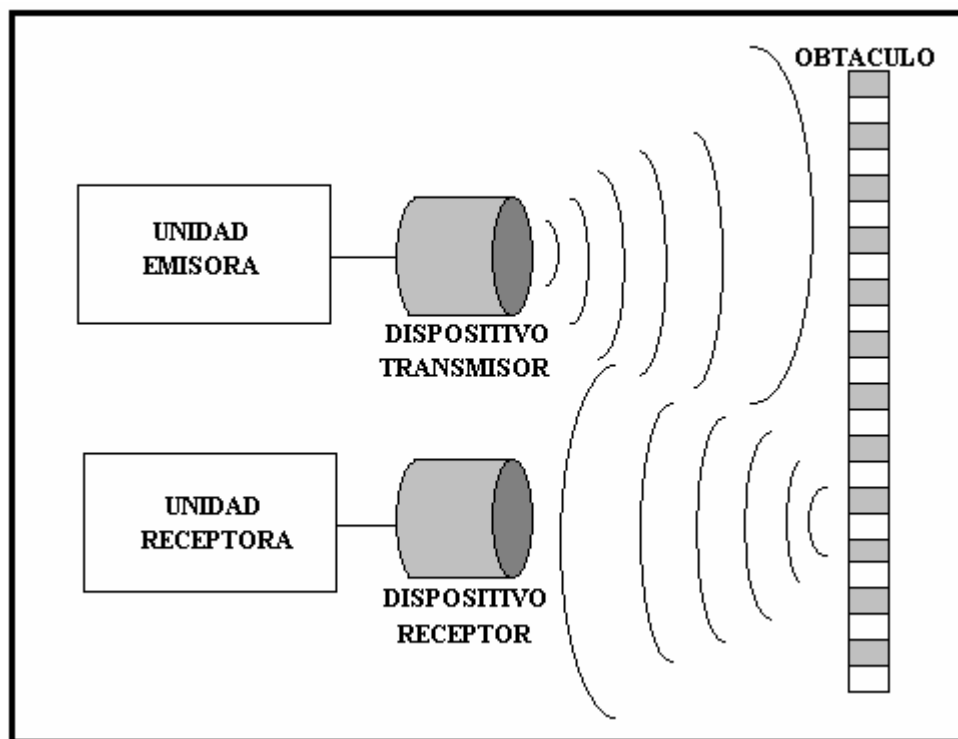 OBTACULO
UNIDAD
EMISORA
DISPOSITIVO
TRANSMISOR
UNIDAD
RECEPTORA
DISPOSITIVO
RECEPTOR